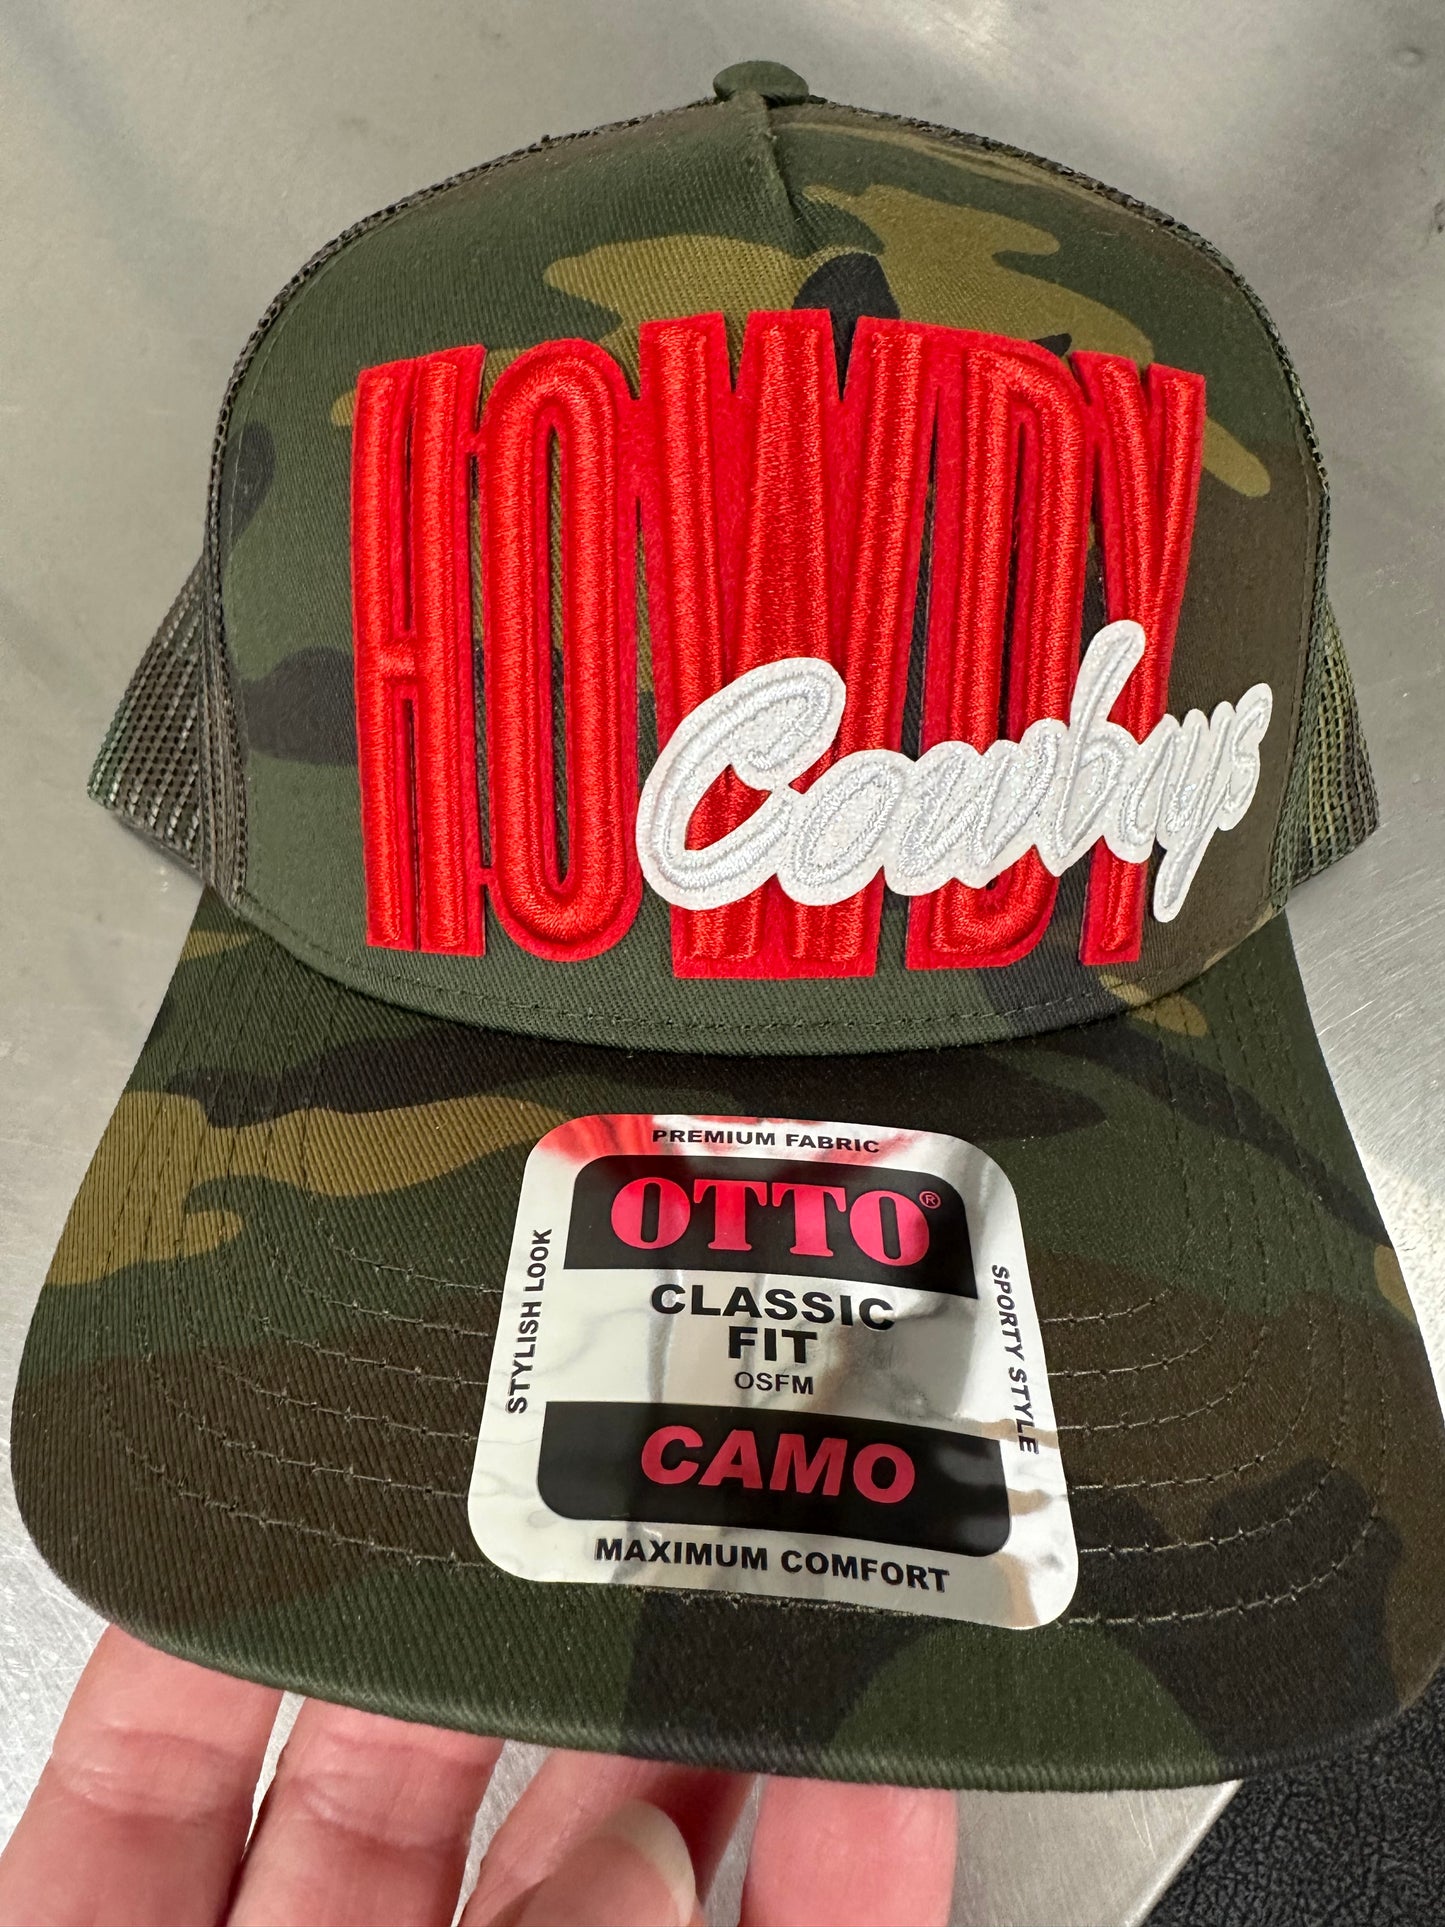 HOWDY
Cowboys
PREMIUM FABRIC
OTTO®
STYLISH LOOK
CLASSIC
FIT
OSFM
SPORTY STYLE
CAMO
MAXIMUM COMFORT